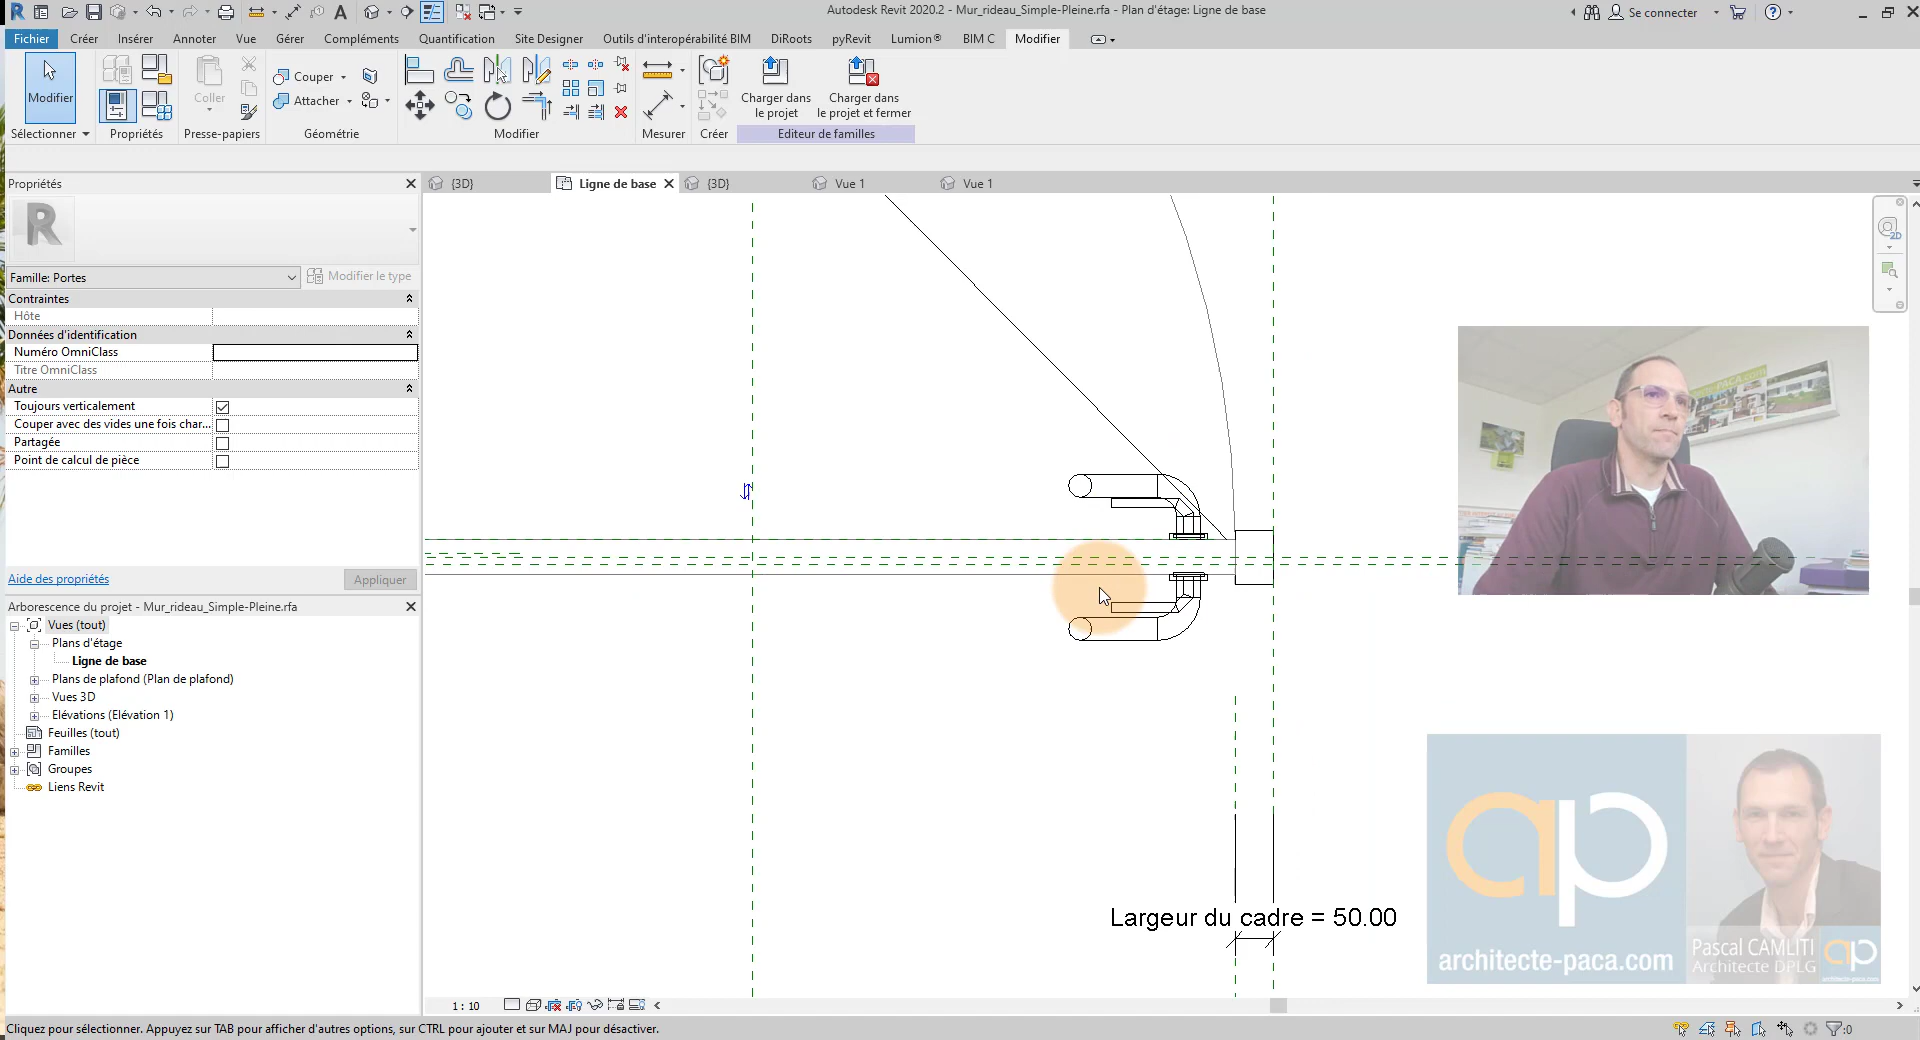 Autodesk Revit 2020.2 - Mur_rideau_Simple-Pleine.rfa - Plan d'étage: Ligne de base
Se connecter
Fichier Créer Insérer Annoter Vue Gérer Compléments Quantification Site Designer Outils d'interopérabilité BIM DiRoots pyRevit Lumion® BIM C Modifier
Modifier
Coller
Couper
Attacher
Charger dans
le projet
Charger dans
le projet et fermer
Sélectionner Propriétés Presse-papiers Géométrie Modifier Mesurer Créer Editeur de familles
Propriétés
{3D} Ligne de base {3D} Vue 1 Vue 1
R
2D
Famille: Portes
Modifier le type
Contraintes
Hôte
Données d'identification
Numéro OmniClass
Titre OmniClass
Autre
Toujours verticalement
Couper avec des vides une fois char...
Partagée
Point de calcul de pièce
Aide des propriétés
Appliquer
Arborescence du projet - Mur_rideau_Simple-Pleine.rfa
Vues (tout)
Plans d'étage
Ligne de base
Plans de plafond (Plan de plafond)
Vues 3D
Elévations (Elévation 1)
Feuilles (tout)
Familles
Groupes
Liens Revit
Largeur du cadre = 50.00
ap
architecte-paca.com
Pascal CAMLITI
Architecte DPLG
ap
1 : 10
Cliquez pour sélectionner. Appuyez sur TAB pour afficher d'autres options, sur CTRL pour ajouter et sur MAJ pour désactiver.
:0